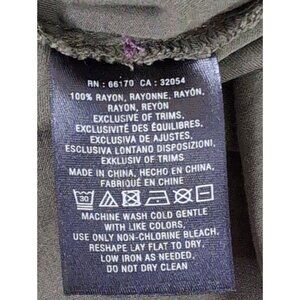 RN : 66170 CA : 32054
100% RAYON, RAYONNE, RAYÓN,
RAYON, REYON
EXCLUSIVE OF TRIMS,
EXCLUSIVITÉ DES ÉQUILIBRES,
EXCLUSIVA DE AJUSTES,
ESCLUSIVA LONTANO DISPOSIZIONI,
EXKLUSIV OF TRIMS
MADE IN CHINA, HECHO EN CHINA,
FABRIQUÉ EN CHINE
30
MACHINE WASH COLD GENTLE
WITH LIKE COLORS,
USE ONLY NON-CHLORINE BLEACH.
RESHAPE LAY FLAT TO DRY.
LOW IRON AS NEEDED,
DO NOT DRY CLEAN